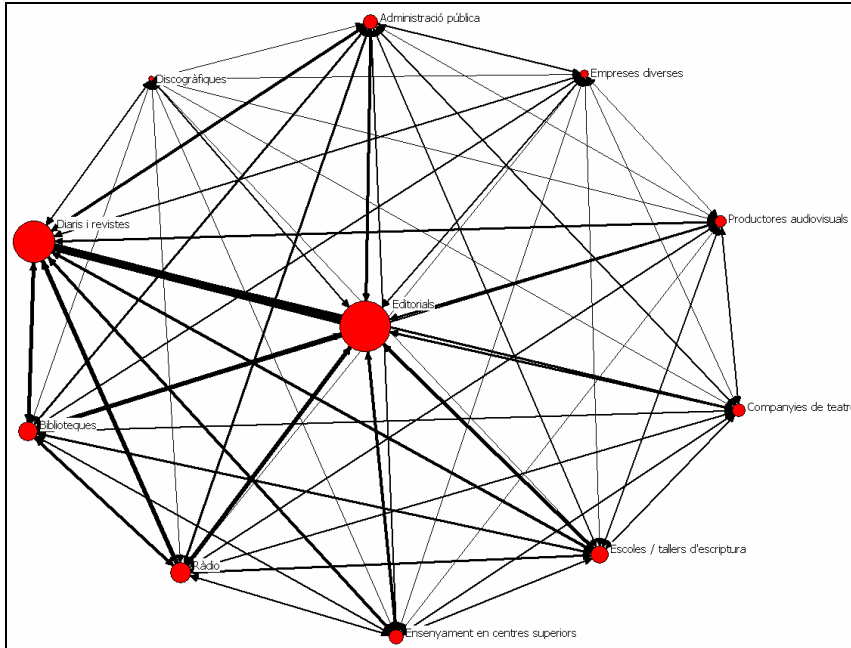 Administració pública
Empreses diverses
Discogràfiques
Diaris i revistes
Productores audiovisuals
Editorials
Companyies de teatre
Biblioteques
Escoles / tallers d'escriptura
Ràdio
Ensenyament en centres superiors